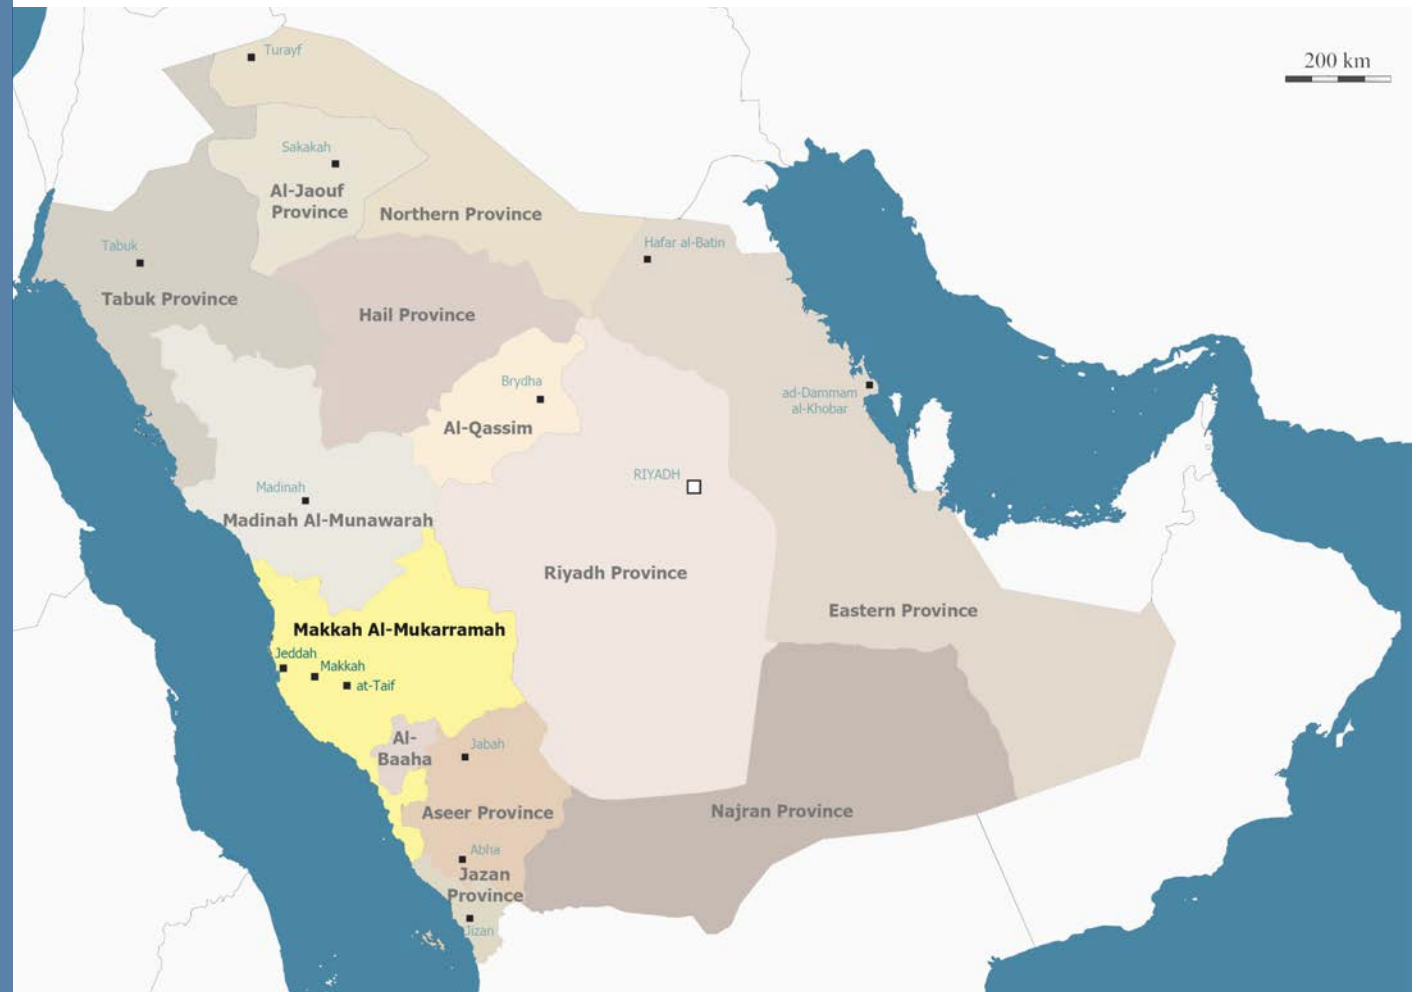 Turayf
200 km
Sakakah
Al-Jaouf
Province
Northern Province
Tabuk
Hafar al-Batin
Tabuk Province
Hail Province
Brydha
ad-Dammam
al-Khobar
Al-Qassim
RIYADH
Madinah
Madinah Al-Munawarah
Riyadh Province
Eastern Province
Makkah Al-Mukarramah
Jeddah
Makkah
at-Taif
Al-
Baaha
Jabah
Aseer Province
Najran Province
Abha
Jazan
Province
Jizan